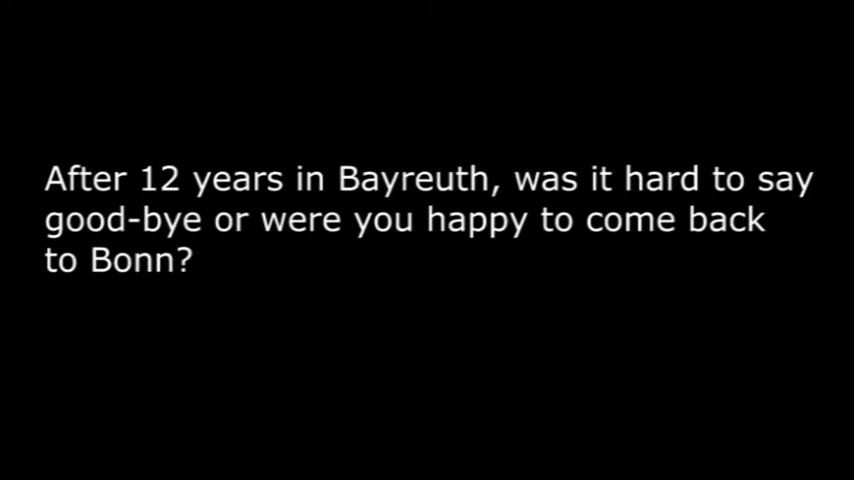 After 12 years in Bayreuth, was it hard to say
good-bye or were you happy to come back
to Bonn?